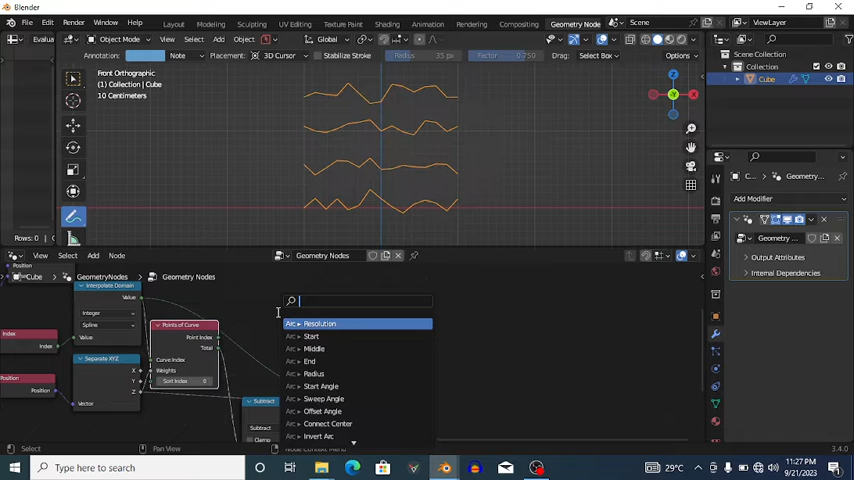 Blender
File Edit Render Window Help Layout Modeling Sculpting UV Editing Texture Paint Shading Animation Rendering Compositing Geometry Node Scene ViewLayer
Evalua Object Mode View Select Add Object Global
Annotation: Note Placement: 3D Cursor Stabilize Stroke Radius 35 px Factor 0.750 Drag: Select Box Options
Scene Collection
Collection
Cube
Front Orthographic
(1) Collection | Cube
10 Centimeters
Z
Y
X
C... Geometry...
Add Modifier
Geometry ...
Output Attributes
Internal Dependencies
Rows: 0
View Select Add Node Geometry Nodes
Position
Cube GeometryNodes Geometry Nodes
Interpolate Domain
Value
Integer
Spline
Value
Index
Index
Points of Curve
Point Index
Total
Curve Index
Weights
Sort Index 0
Separate XYZ
X
Y
Z
Vector
Position
Position
Subtract
Subtract
Clamp
Arc ▸ Resolution
Arc ▸ Start
Arc ▸ Middle
Arc ▸ End
Arc ▸ Radius
Arc ▸ Start Angle
Arc ▸ Sweep Angle
Arc ▸ Offset Angle
Arc ▸ Connect Center
Arc ▸ Invert Arc
Select Pan View Node Context Menu 3.4.0
Type here to search 29°C 11:27 PM
9/21/2023